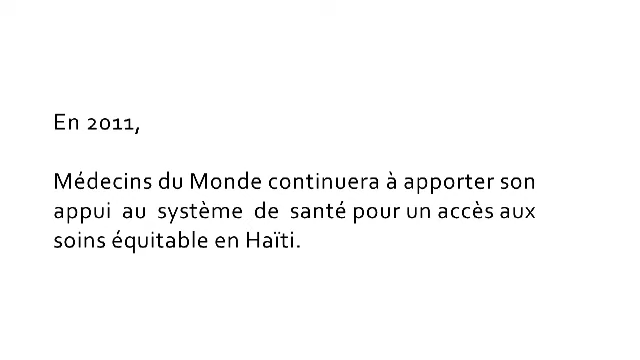 En 2011,
Médecins du Monde continuera à apporter son
appui au système de santé pour un accès aux
soins équitable en Haïti.